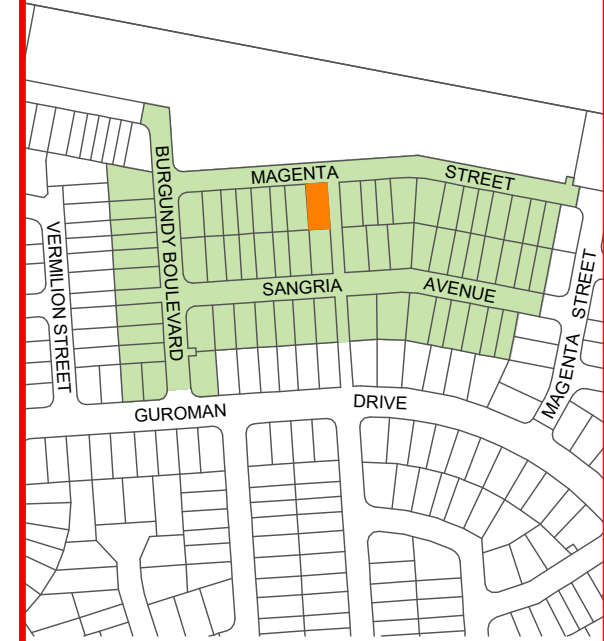 MAGENTA STREET
BURGUNDY BOULEVARD
VERMILION STREET
SANGRIA AVENUE
MAGENTA STREET
GUROMAN DRIVE